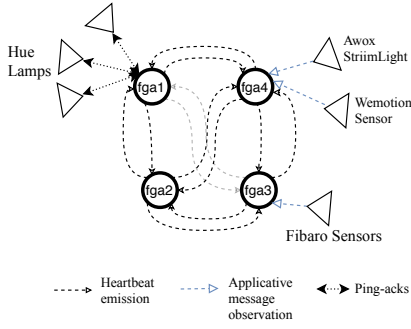 Hue
Lamps
fga1
fga4
Awox
StriimLight
Wemotion
Sensor
fga2
fga3
Fibaro Sensors
Heartbeat
emission
Applicative
message
observation
Ping-acks